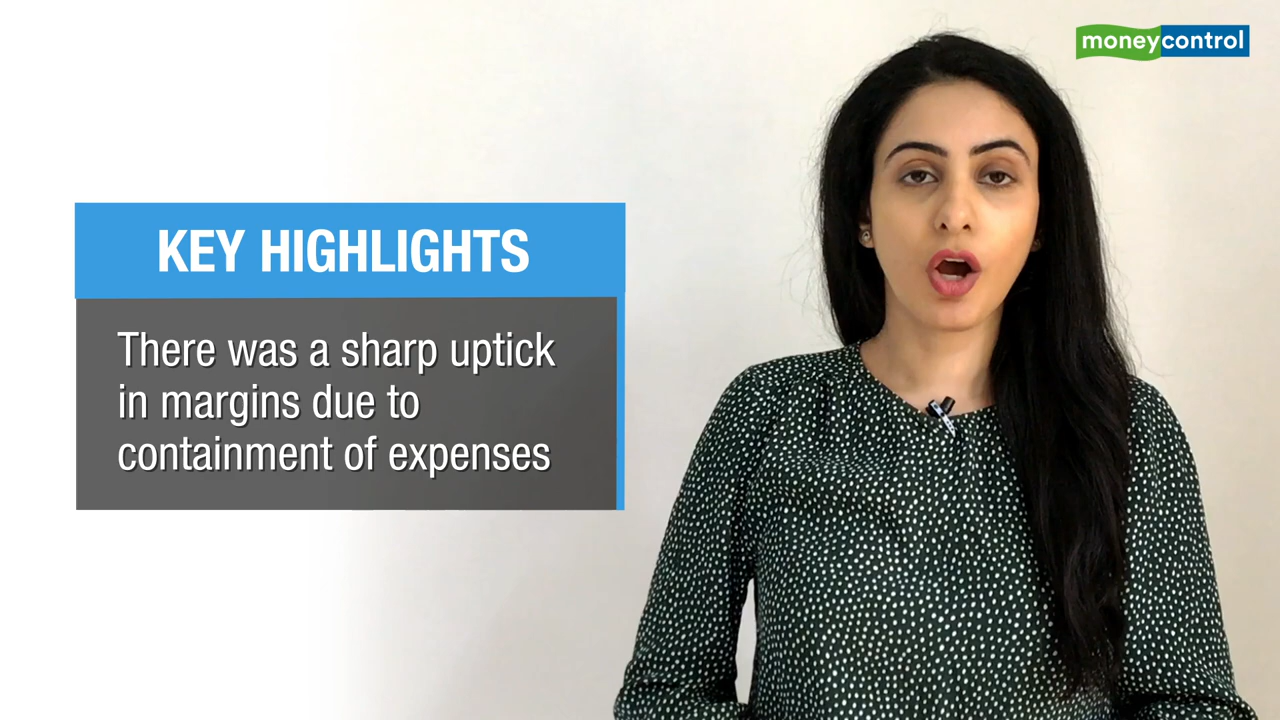 moneycontrol
KEY HIGHLIGHTS
There was a sharp uptick
in margins due to
containment of expenses